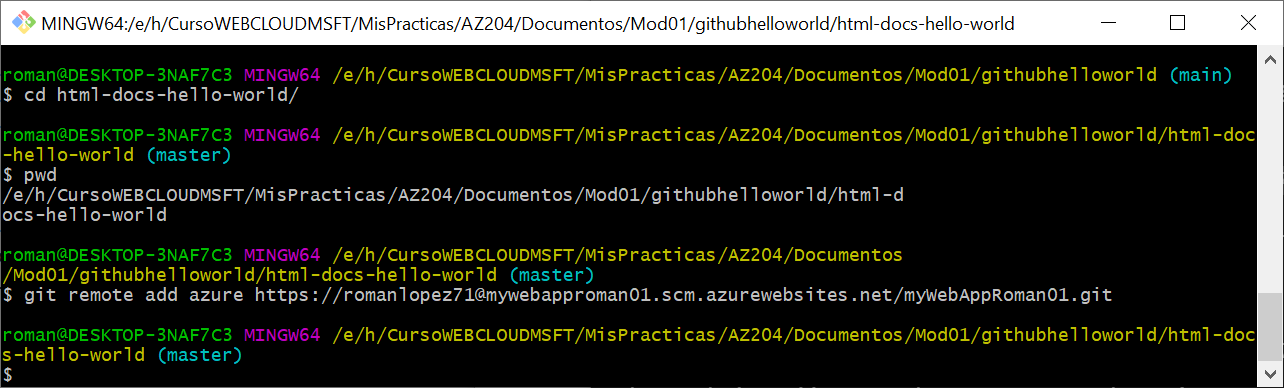 MINGW64:/e/h/CursoWEBCLOUDMSFT/MisPracticas/AZ204/Documentos/Mod01/githubhelloworld/html-docs-hello-world
roman@DESKTOP-3NAF7C3 MINGW64 /e/h/CursoWEBCLOUDMSFT/MisPracticas/AZ204/Documentos/Mod01/githubhelloworld (main)
$ cd html-docs-hello-world/
roman@DESKTOP-3NAF7C3 MINGW64 /e/h/CursoWEBCLOUDMSFT/MisPracticas/AZ204/Documentos/Mod01/githubhelloworld/html-doc
-hello-world (master)
$ pwd
/e/h/CursoWEBCLOUDMSFT/MisPracticas/AZ204/Documentos/Mod01/githubhelloworld/html-d
ocs-hello-world
roman@DESKTOP-3NAF7C3 MINGW64 /e/h/CursoWEBCLOUDMSFT/MisPracticas/AZ204/Documentos
/Mod01/githubhelloworld/html-docs-hello-world (master)
$ git remote add azure https://romanlopez71@mywebapproman01.scm.azurewebsites.net/myWebAppRoman01.git
roman@DESKTOP-3NAF7C3 MINGW64 /e/h/CursoWEBCLOUDMSFT/MisPracticas/AZ204/Documentos/Mod01/githubhelloworld/html-doc
s-hello-world (master)
$